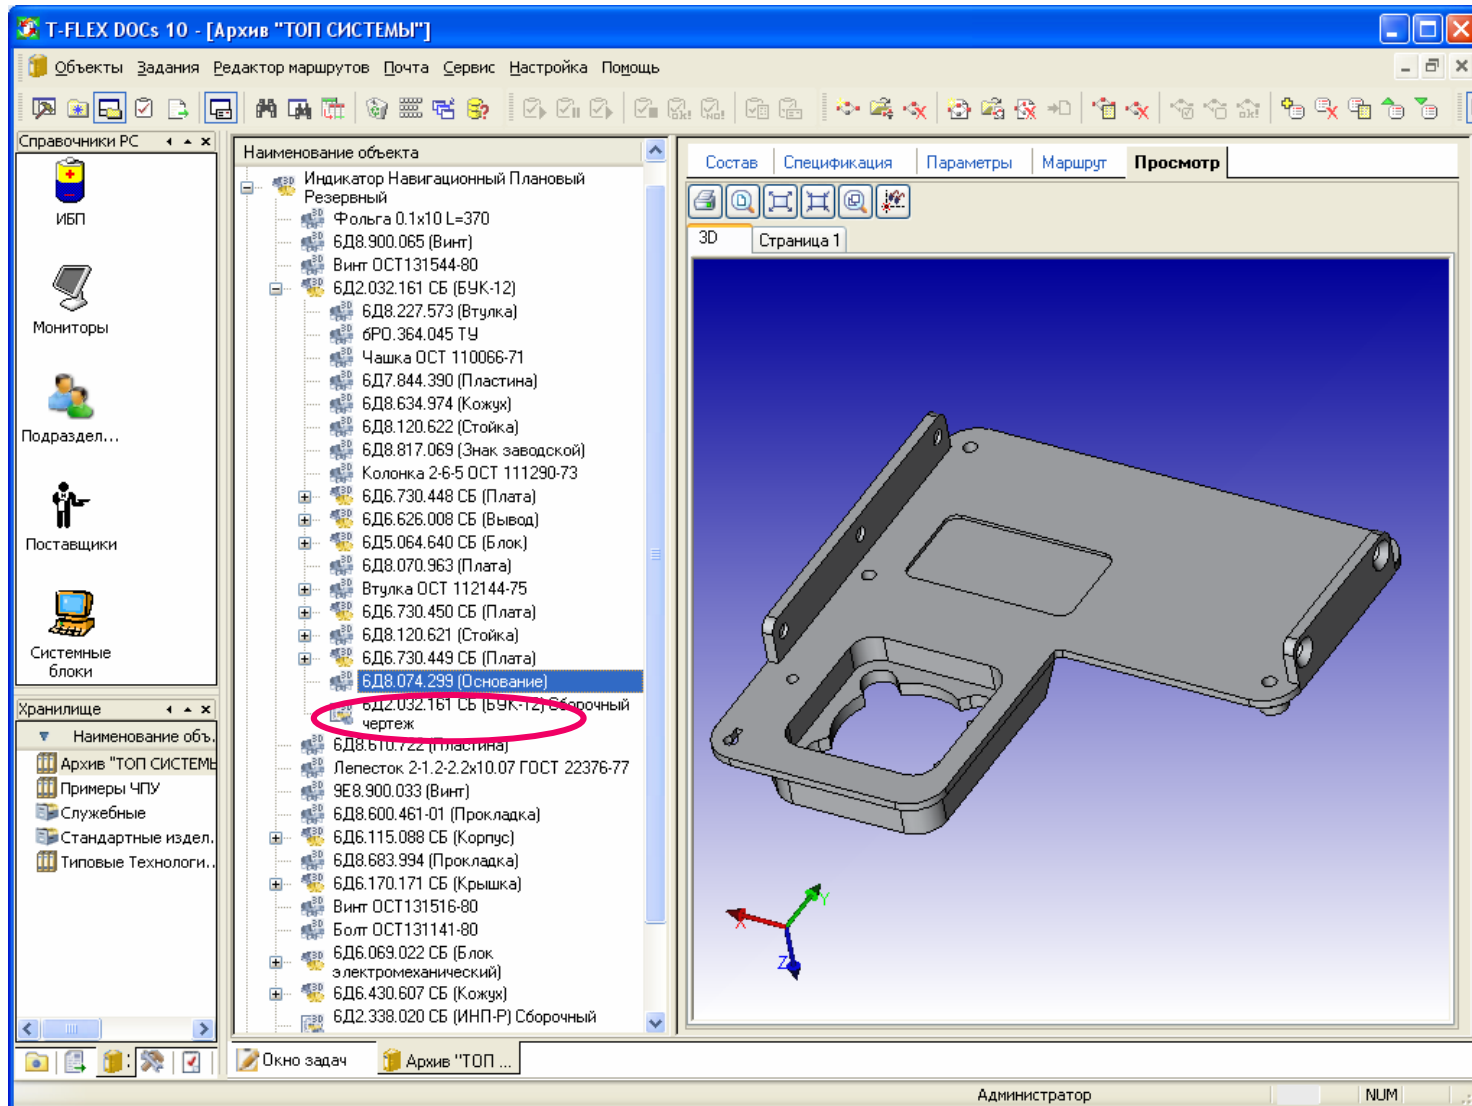 T-FLEX DOCs 10 - [Архив "ТОП СИСТЕМЫ"]
Объекты Задания Редактор маршрутов Почта Сервис Настройка Помощь
Справочники РС
ИБП
Мониторы
Подраздел...
Поставщики
Системные
блоки
Хранилище
Наименование объ.
Архив "ТОП СИСТЕМЫ
Примеры ЧПУ
Служебные
Стандартные издел.
Типовые Технологи..
Наименование объекта
Индикатор Навигационный Плановый
Резервный
Фольга 0.1x10 L=370
6Д8.900.065 (Винт)
Винт ОСТ131544-80
6Д2.032.161 СБ (БУК-12)
6Д8.227.573 (Втулка)
6Р0.364.045 ТУ
Чашка ОСТ 110066-71
6Д7.844.390 (Пластина)
6Д8.634.974 (Кожух)
6Д8.120.622 (Стойка)
6Д8.817.069 (Знак заводской)
Колонка 2-6-5 ОСТ 111290-73
6Д6.730.448 СБ (Плата)
6Д6.626.008 СБ (Вывод)
6Д5.064.640 СБ (Блок)
6Д8.070.963 (Плата)
Втулка ОСТ 112144-75
6Д6.730.450 СБ (Плата)
6Д8.120.621 (Стойка)
6Д6.730.449 СБ (Плата)
6Д8.074.299 (Основание)
6Д2.032.161 СБ (БУК-12) Сборочный
чертеж
6Д8.610.722 (Пластина)
Лепесток 2-1.2-2.2x10.07 ГОСТ 22376-77
9Е8.900.033 (Винт)
6Д8.600.461-01 (Прокладка)
6Д6.115.088 СБ (Корпус)
6Д8.683.994 (Прокладка)
6Д6.170.171 СБ (Крышка)
Винт ОСТ131516-80
Болт ОСТ131141-80
6Д6.069.022 СБ (Блок
электромеханический)
6Д6.430.607 СБ (Кожух)
6Д2.338.020 СБ (ИНП-Р) Сборочный
Состав Спецификация Параметры Маршрут Просмотр
3D Страница 1
X
Y
Z
Окно задач Архив "ТОП ...
Администратор NUM